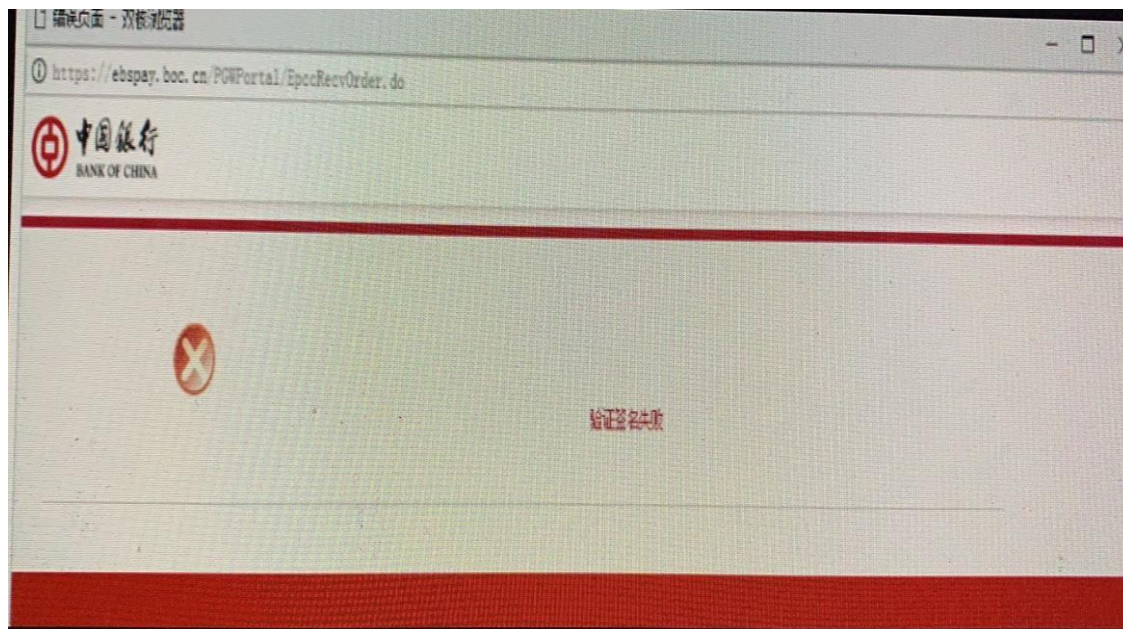 错误页面 - 双核浏览器
https://ebspay.boc.cn/PGWPortal/EpccRecvOrder.do
中国银行
BANK OF CHINA
验证签名失败